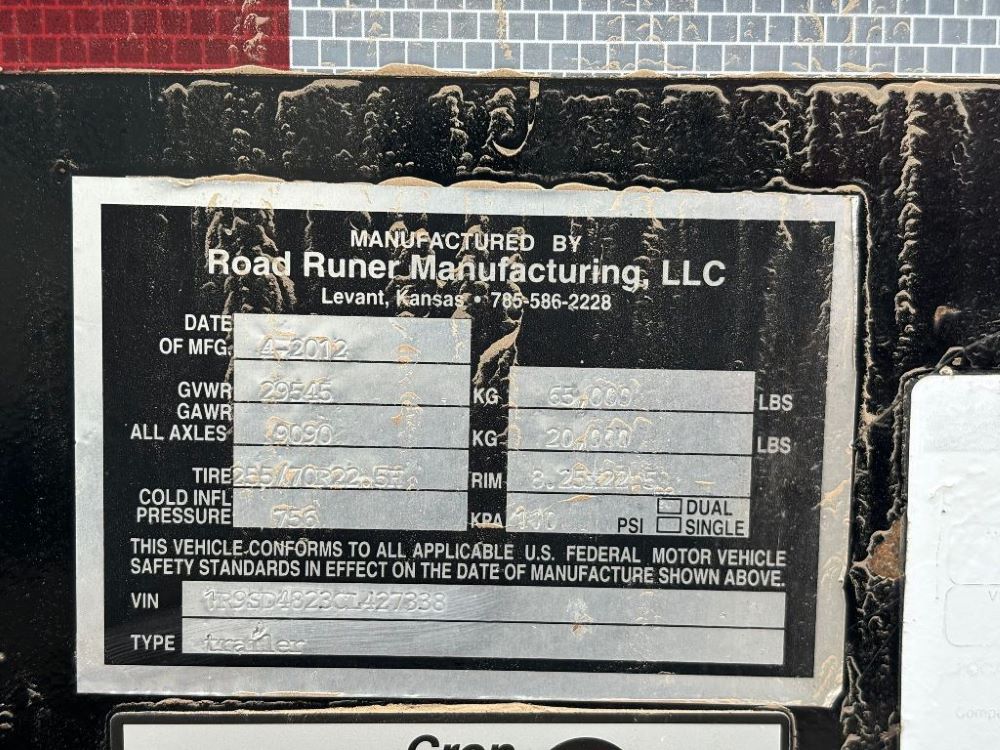 MANUFACTURED BY
Road Runer Manufacturing, LLC
Levant, Kansas • 785-586-2228
DATE
OF MFG. 4-2012
GVWR 29545 KG 65,000 LBS
GAWR
ALL AXLES 9090 KG 20,000 LBS
TIRE 255/70R22.5H RIM 8.25x22.5
COLD INFL
PRESSURE 756 KPA PSI DUAL SINGLE
THIS VEHICLE CONFORMS TO ALL APPLICABLE U.S. FEDERAL MOTOR VEHICLE
SAFETY STANDARDS IN EFFECT ON THE DATE OF MANUFACTURE SHOWN ABOVE.
VIN 1R9SD4823CL427338
TYPE trailer